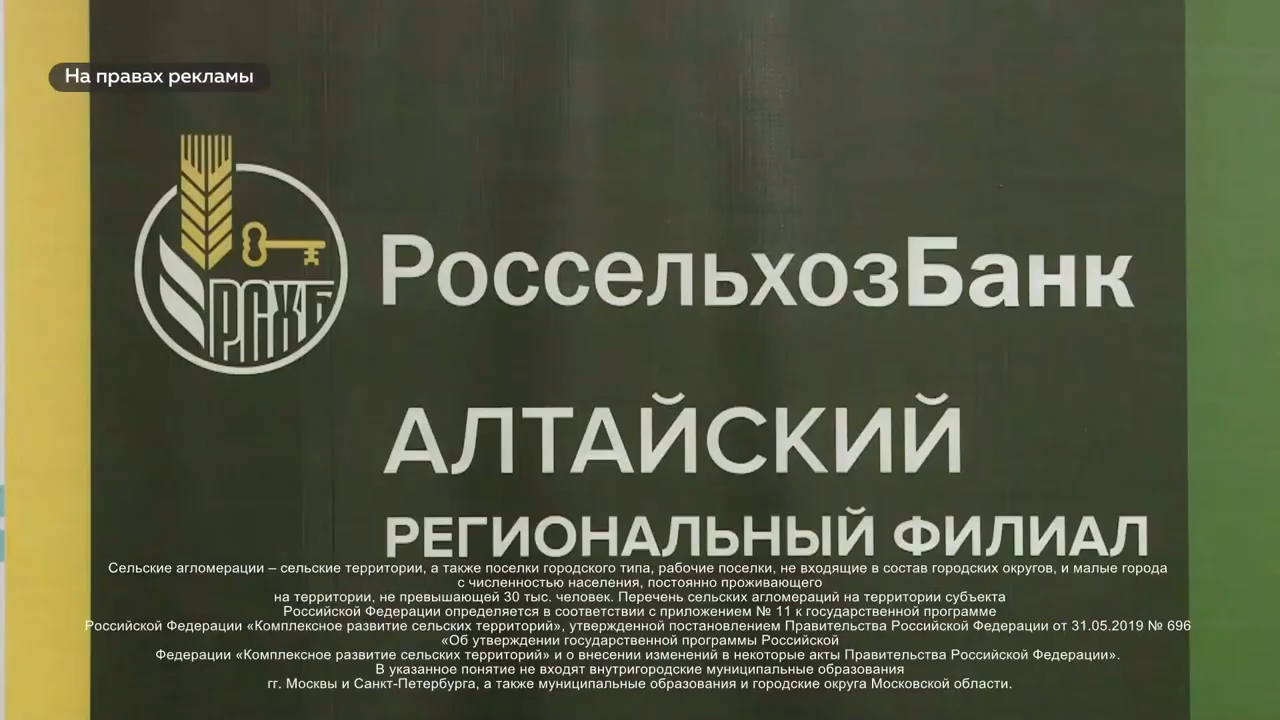 На правах рекламы
РСХБ
РоссельхозБанк
АЛТАЙСКИЙ
РЕГИОНАЛЬНЫЙ ФИЛИАЛ
Сельские агломерации – сельские территории, а также поселки городского типа, рабочие поселки, не входящие в состав городских округов, и малые города
с численностью населения, постоянно проживающего
на территории, не превышающей 30 тыс. человек. Перечень сельских агломераций на территории субъекта
Российской Федерации определяется в соответствии с приложением № 11 к государственной программе
Российской Федерации «Комплексное развитие сельских территорий», утвержденной постановлением Правительства Российской Федерации от 31.05.2019 № 696
«Об утверждении государственной программы Российской
Федерации «Комплексное развитие сельских территорий» и о внесении изменений в некоторые акты Правительства Российской Федерации».
В указанное понятие не входят внутригородские муниципальные образования
гг. Москвы и Санкт-Петербурга, а также муниципальные образования и городские округа Московской области.